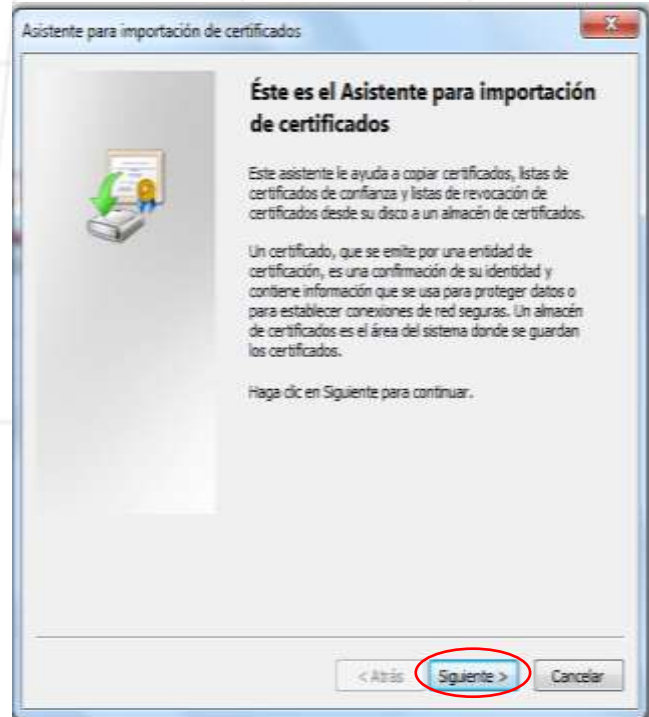 Asistente para importación de certificados
Éste es el Asistente para importación
de certificados
Este asistente le ayuda a copiar certificados, listas de
certificados de confianza y listas de revocación de
certificados desde su disco a un almacén de certificados.
Un certificado, que se emite por una entidad de
certificación, es una confirmación de su identidad y
contiene información que se usa para proteger datos o
para establecer conexiones de red seguras. Un almacén
de certificados es el área del sistema donde se guardan
los certificados.
Haga clic en Siguiente para continuar.
< Atrás Siguiente > Cancelar